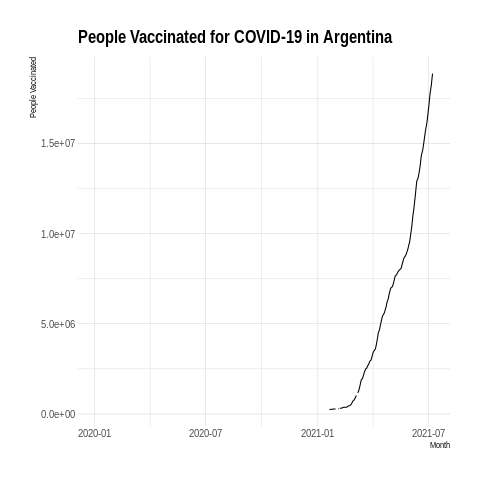 People Vaccinated for COVID-19 in Argentina
People Vaccinated
1.5e+07
1.0e+07
5.0e+06
0.0e+00
2020-01 2020-07 2021-01 2021-07
Month